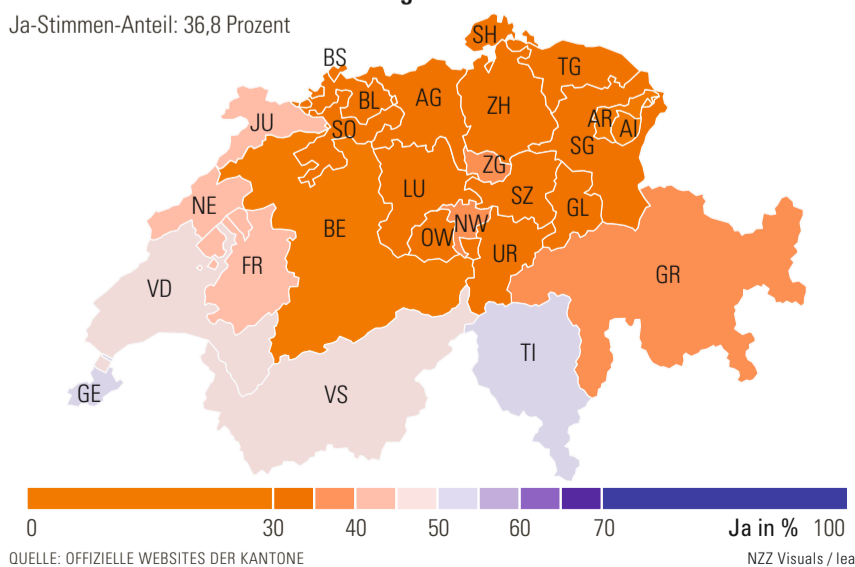 Ja-Stimmen-Anteil: 36,8 Prozent
SH
BS
TG
BL
AG
ZH
JU
SO
AR
AI
SG
ZG
LU
SZ
NE
GL
NW
BE
OW
UR
FR
GR
VD
TI
GE
VS
0 30 40 50 60 70 Ja in % 100
QUELLE: OFFIZIELLE WEBSITES DER KANTONE
NZZ Visuals / lea